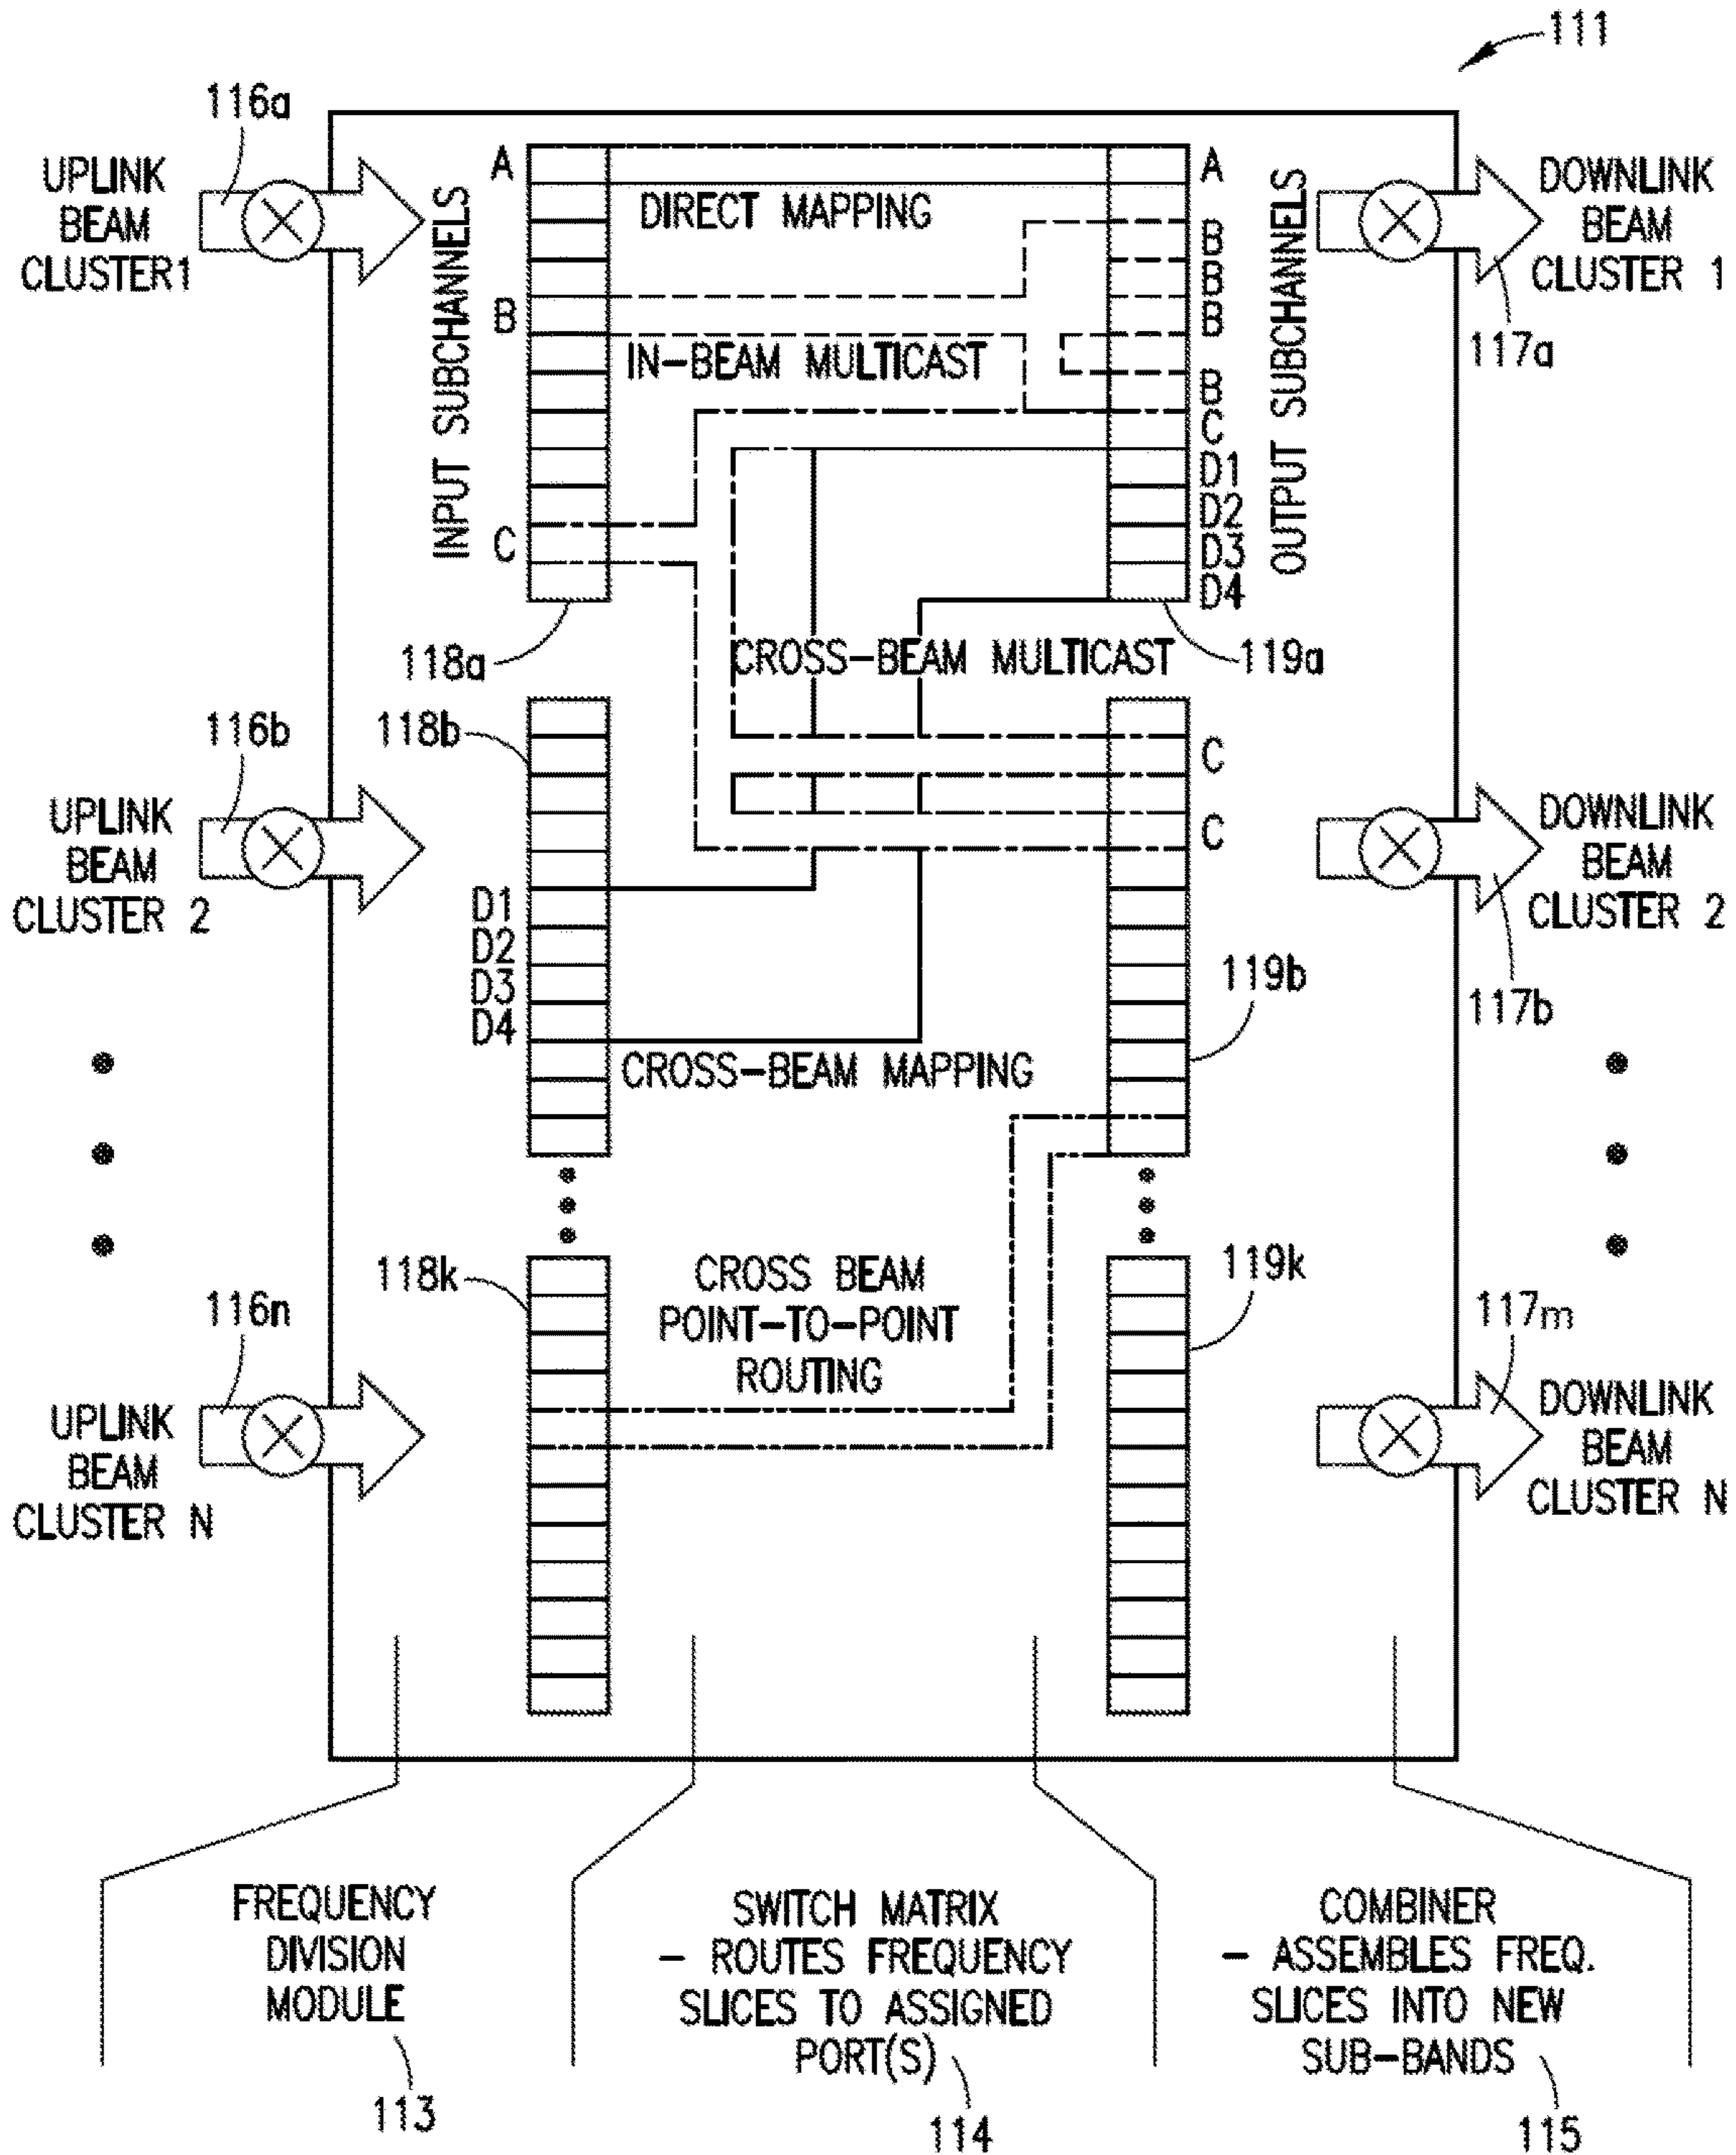 111
116a
UPLINK
BEAM
CLUSTER1
INPUT SUBCHANNELS
A
B
C
118a
DIRECT MAPPING
IN-BEAM MULTICAST
CROSS-BEAM MULTICAST
A
B
B
B
B
C
D1
D2
D3
D4
119a
OUTPUT SUBCHANNELS
DOWNLINK
BEAM
CLUSTER 1
117a
116b
UPLINK
BEAM
CLUSTER 2
118b
D1
D2
D3
D4
CROSS-BEAM MAPPING
C
C
119b
DOWNLINK
BEAM
CLUSTER 2
117b
116n
UPLINK
BEAM
CLUSTER N
118k
CROSS BEAM
POINT-TO-POINT
ROUTING
119k
117m
DOWNLINK
BEAM
CLUSTER N
FREQUENCY
DIVISION
MODULE
113
SWITCH MATRIX
- ROUTES FREQUENCY
SLICES TO ASSIGNED
PORT(S)
114
COMBINER
- ASSEMBLES FREQ.
SLICES INTO NEW
SUB-BANDS
115